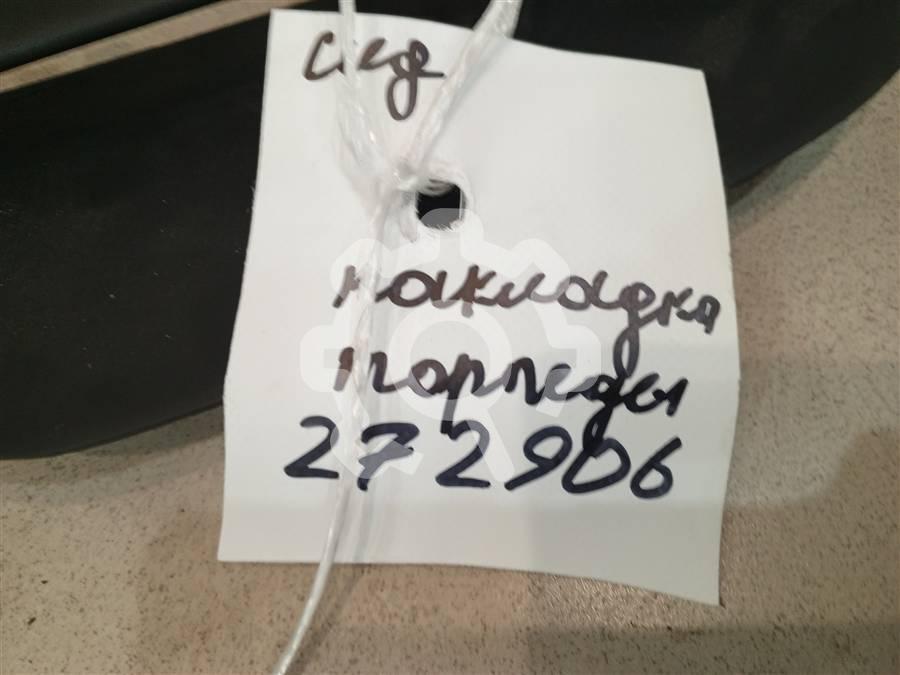 сид
накладка
торпеды
272906